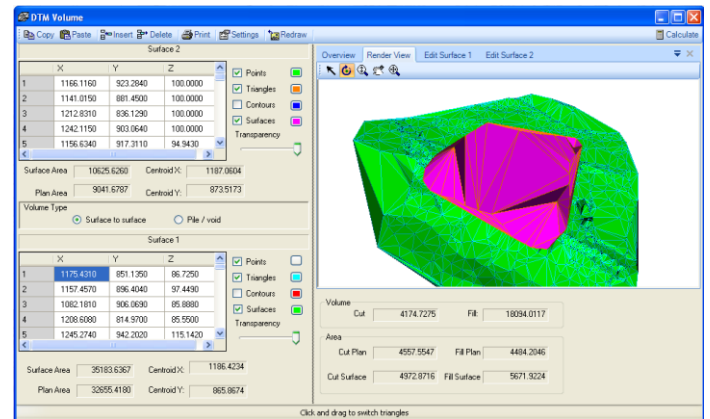 DTM Volume
Copy Paste Insert Delete Print Settings Redraw Calculate
Surface 2
X Y Z
1 1166.1160 923.2840 100.0000
2 1141.0150 881.4500 100.0000
3 1212.8310 836.1290 100.0000
4 1242.1150 903.0640 100.0000
5 1156.6340 917.3110 94.9430
Points
Triangles
Contours
Surfaces
Transparency
Surface Area 10625.6260 Centroid X: 1187.0604
Plan Area 9041.6787 Centroid Y: 873.5173
Volume Type
Surface to surface Pile / void
Surface 1
X Y Z
1 1175.4310 851.1350 86.7250
2 1157.4570 896.4040 97.4490
3 1082.1810 906.0690 85.8880
4 1208.6080 814.9700 85.5500
5 1245.2740 942.2020 115.1420
Points
Triangles
Contours
Surfaces
Transparency
Surface Area 35183.6367 Centroid X: 1186.4234
Plan Area 32655.4180 Centroid Y: 865.8674
Overview Render View Edit Surface 1 Edit Surface 2
Volume
Cut 4174.7275 Fill: 18094.0117
Area
Cut Plan 4557.5547 Fill Plan 4484.2046
Cut Surface 4972.8716 Fill Surface 5671.9224
Click and drag to switch triangles